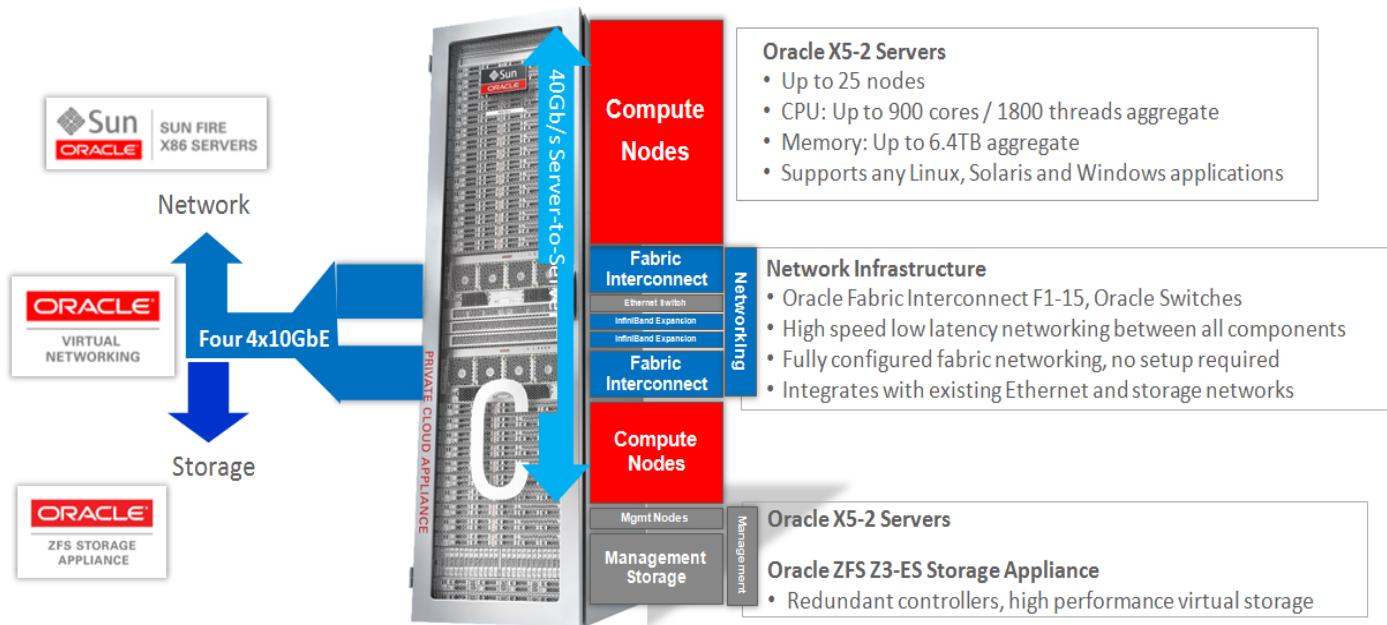 Sun
ORACLE
SUN FIRE
X86 SERVERS
Network
ORACLE
VIRTUAL
NETWORKING
Four 4x10GbE
Storage
ORACLE
ZFS STORAGE
APPLIANCE
Sun
ORACLE
40Gb/s Server-to-Se
PRIVATE CLOUD APPLIANCE
C
Compute
Nodes
Fabric
Interconnect
Ethernet Switch
InfiniBand Expansion
InfiniBand Expansion
Fabric
Interconnect
Networking
Compute
Nodes
Mgmt Nodes
Management
Storage
Management
Oracle X5-2 Servers
• Up to 25 nodes
• CPU: Up to 900 cores / 1800 threads aggregate
• Memory: Up to 6.4TB aggregate
• Supports any Linux, Solaris and Windows applications
Network Infrastructure
• Oracle Fabric Interconnect F1-15, Oracle Switches
• High speed low latency networking between all components
• Fully configured fabric networking, no setup required
• Integrates with existing Ethernet and storage networks
Oracle X5-2 Servers
Oracle ZFS Z3-ES Storage Appliance
• Redundant controllers, high performance virtual storage